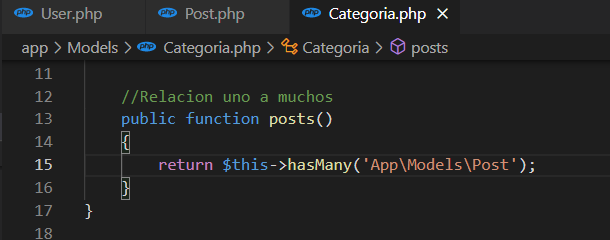 User.php Post.php Categoria.php ×
app > Models > Categoria.php > Categoria > posts
11
12 //Relacion uno a muchos
13 public function posts()
14 {
15 return $this->hasMany('App\Models\Post');
16 }
17 }
18